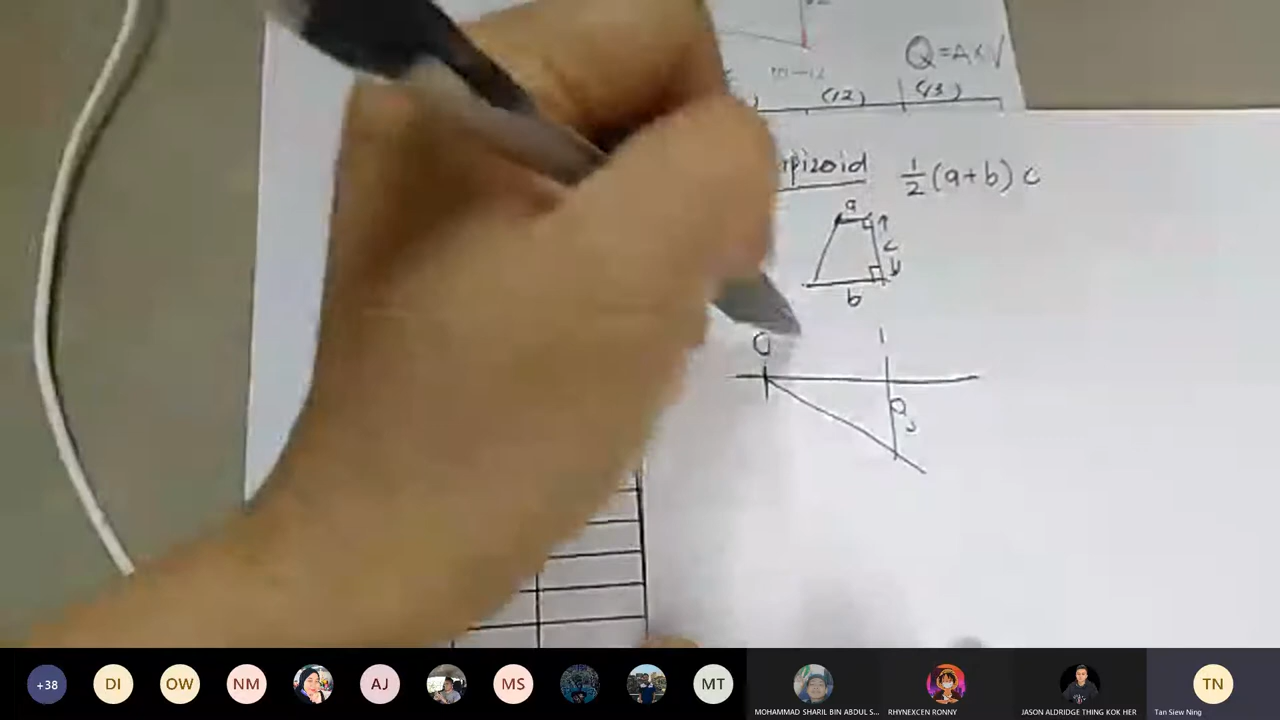 Q=A×V
(12) (13)
pizoid 1/2 (a+b) c
a
c
b
0 1
+38 DI OW NM AJ MS MT TN
MOHAMMAD SHARIL BIN ABDUL S... RHYNEXCEN RONNY JASON ALDRIDGE THING KOK HER Tan Siew Ning